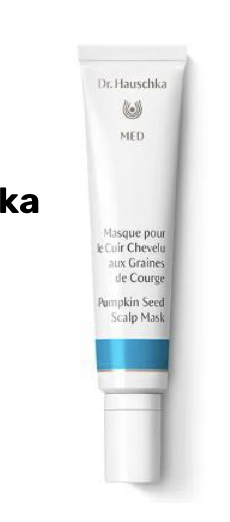 Dr. Hauschka
MED
ka
Masque pour
le Cuir Chevelu
aux Graines
de Courge
Pumpkin Seed
Scalp Mask